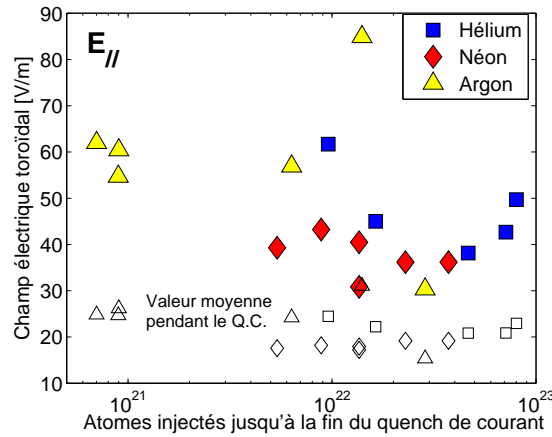 90
80
70
60
50
40
30
20
10
Champ électrique toroïdal [V/m]
E//
Hélium
Néon
Argon
Valeur moyenne
pendant le Q.C.
10^21
10^22
10^23
Atomes injectés jusqu'à la fin du quench de courant